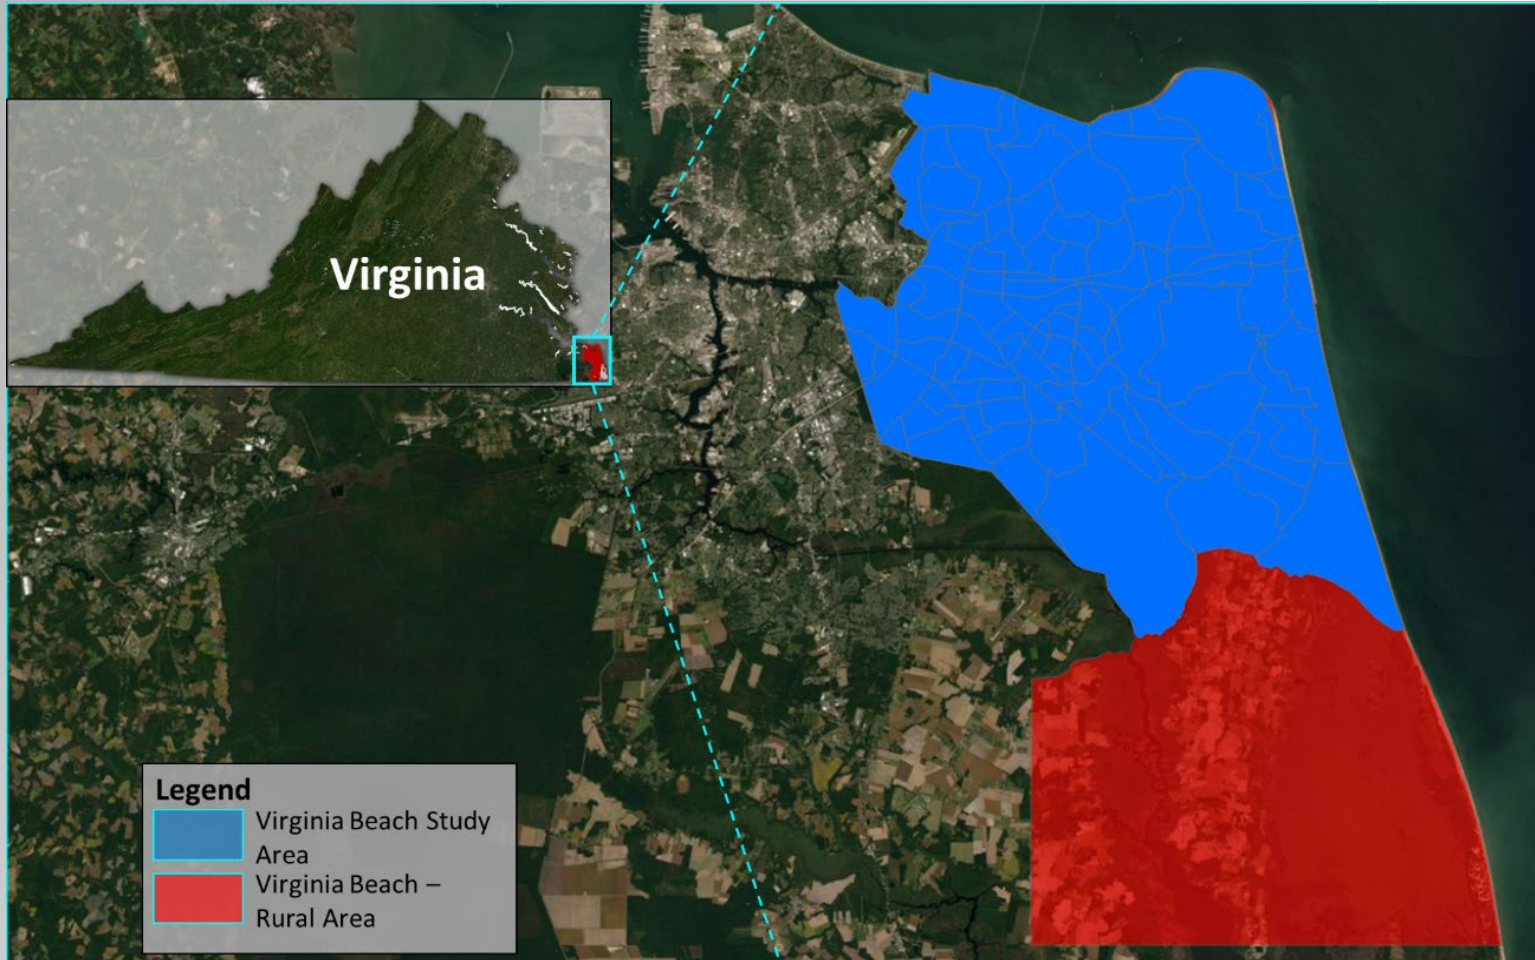 Virginia
Legend
Virginia Beach Study
Area
Virginia Beach –
Rural Area